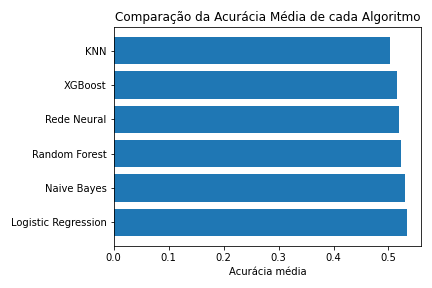 Comparação da Acurácia Média de cada Algoritmo
KNN
XGBoost
Rede Neural
Random Forest
Naive Bayes
Logistic Regression
0.0 0.1 0.2 0.3 0.4 0.5
Acurácia média